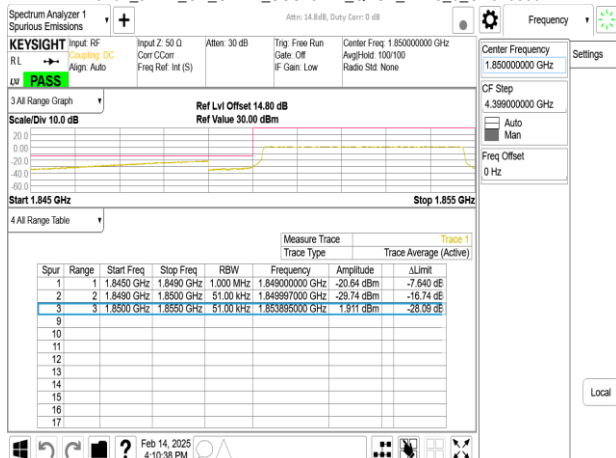 Spectrum Analyzer 1
Spurious Emissions
+
Attn: 14.8dB, Duty Corr: 0 dB
Frequency
KEYSIGHT Input: RF Input Z: 50 Ω Atten: 30 dB Trig: Free Run Center Freq: 1.850000000 GHz
RL Coupling: DC Corr CCorr Gate: Off Avg|Hold: 100/100
Align: Auto Freq Ref: Int (S) IF Gain: Low Radio Std: None
LXI PASS
Center Frequency
1.850000000 GHz
Settings
CF Step
4.399000000 GHz
Auto
Man
Freq Offset
0 Hz
3 All Range Graph
Ref Lvl Offset 14.80 dB
Scale/Div 10.0 dB Ref Value 30.00 dBm
20.0
0.00
-20.0
-40.0
-60.0
Start 1.845 GHz Stop 1.855 GHz
4 All Range Table
Measure Trace Trace 1
Trace Type Trace Average (Active)
Spur Range Start Freq Stop Freq RBW Frequency Amplitude ΔLimit
1 1 1.8450 GHz 1.8490 GHz 1.000 MHz 1.849000000 GHz -20.64 dBm -7.640 dB
2 2 1.8490 GHz 1.8500 GHz 51.00 kHz 1.849997000 GHz -29.74 dBm -16.74 dB
3 3 1.8500 GHz 1.8550 GHz 51.00 kHz 1.853895000 GHz 1.911 dBm -28.09 dB
9
10
11
12
13
14
15
16
17
Local
? Feb 14, 2025
4:10:38 PM